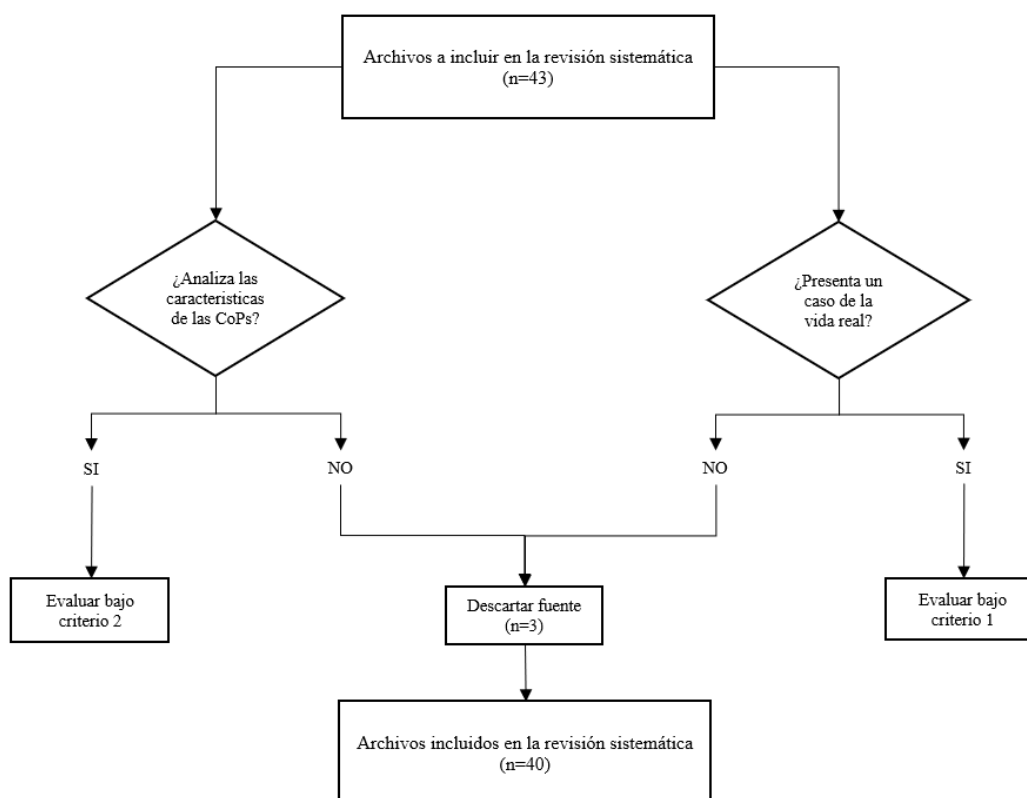 Archivos a incluir en la revisión sistemática
(n=43)
¿Analiza las
caracteristicas
de las CoPs?
¿Presenta un
caso de la
vida real?
SI
NO
NO
SI
Evaluar bajo
criterio 2
Descartar fuente
(n=3)
Evaluar bajo
criterio 1
Archivos incluidos en la revisión sistemática
(n=40)